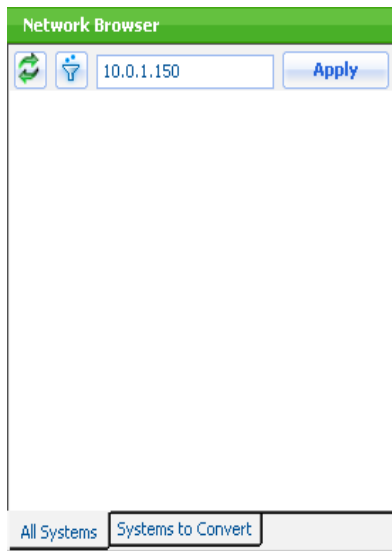 Network Browser
10.0.1.150 Apply
All Systems Systems to Convert